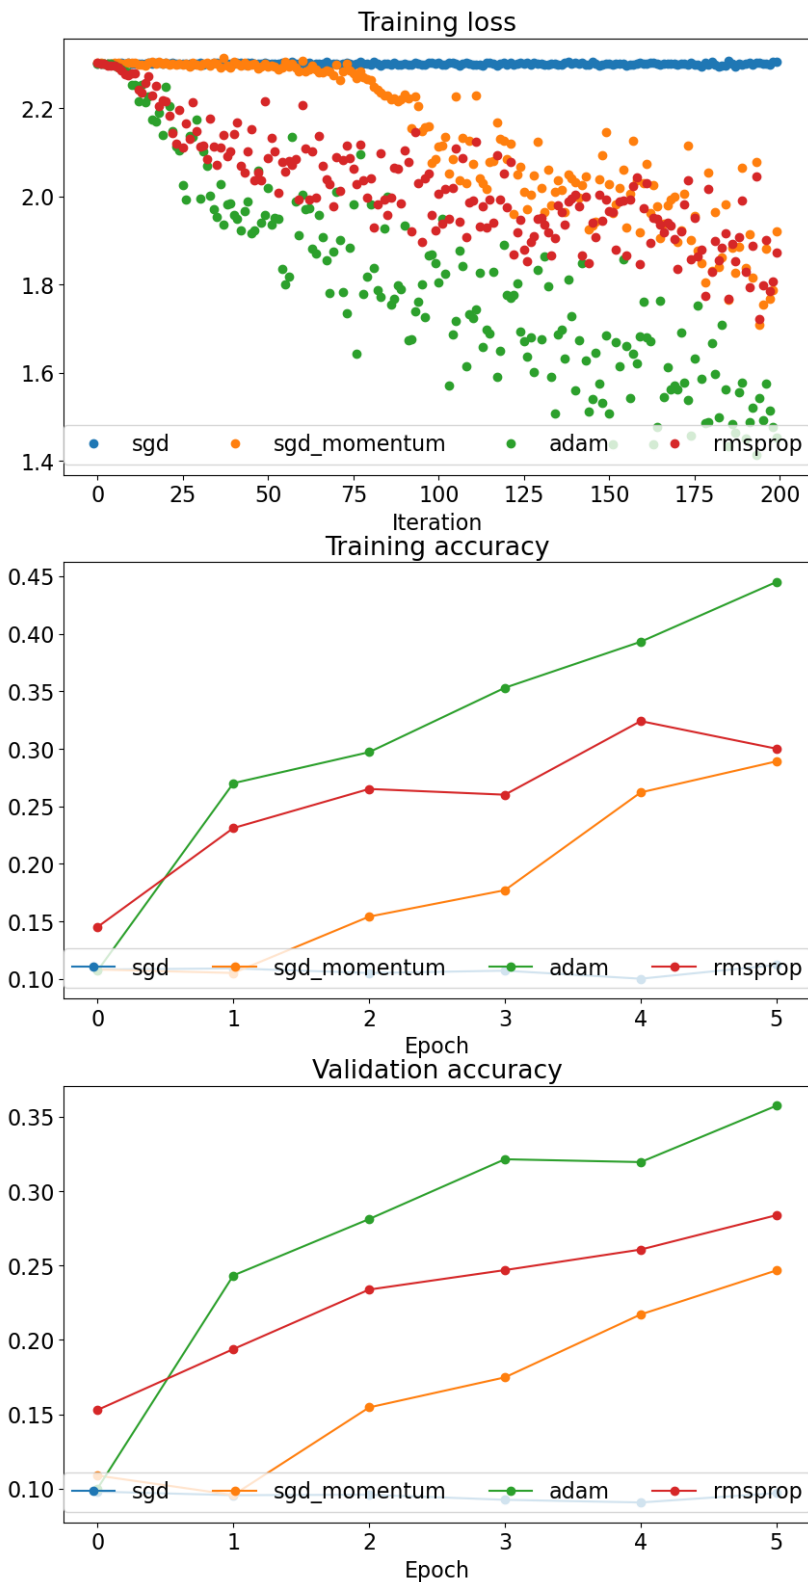 Training loss
2.2
2.0
1.8
1.6
1.4
sgd sgd_momentum adam rmsprop
0 25 50 75 100 125 150 175 200
Iteration
Training accuracy
0.45
0.40
0.35
0.30
0.25
0.20
0.15
0.10
sgd sgd_momentum adam rmsprop
0 1 2 3 4 5
Epoch
Validation accuracy
0.35
0.30
0.25
0.20
0.15
0.10
sgd sgd_momentum adam rmsprop
0 1 2 3 4 5
Epoch